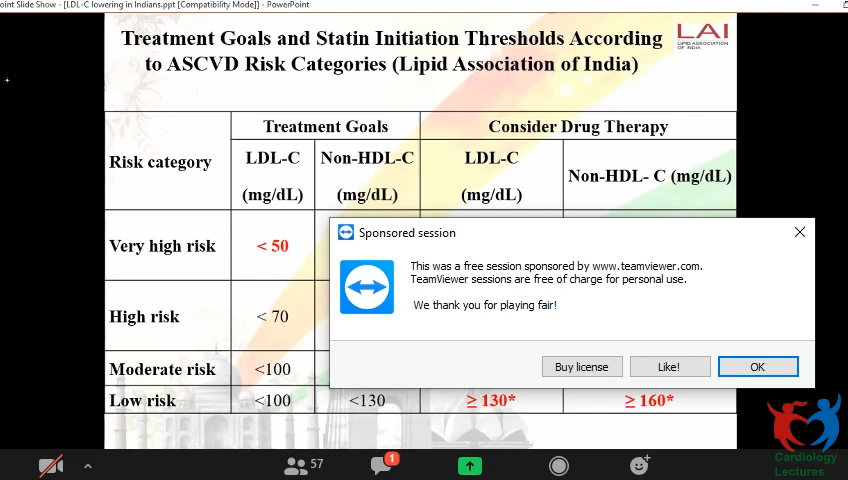 oint Slide Show - [LDL-C lowering in Indians.ppt [Compatibility Mode]] - PowerPoint
Treatment Goals and Statin Initiation Thresholds According
to ASCVD Risk Categories (Lipid Association of India)
LAI
LIPID ASSOCIATION
OF INDIA
Risk category
Treatment Goals
Consider Drug Therapy
LDL-C
(mg/dL)
Non-HDL-C
(mg/dL)
LDL-C
(mg/dL)
Non-HDL- C (mg/dL)
Very high risk
< 50
High risk
< 70
Moderate risk
<100
Low risk
<100
<130
≥ 130*
≥ 160*
Sponsored session
This was a free session sponsored by www.teamviewer.com.
TeamViewer sessions are free of charge for personal use.
We thank you for playing fair!
Buy license
Like!
OK
57
1
Cardiology
Lectures